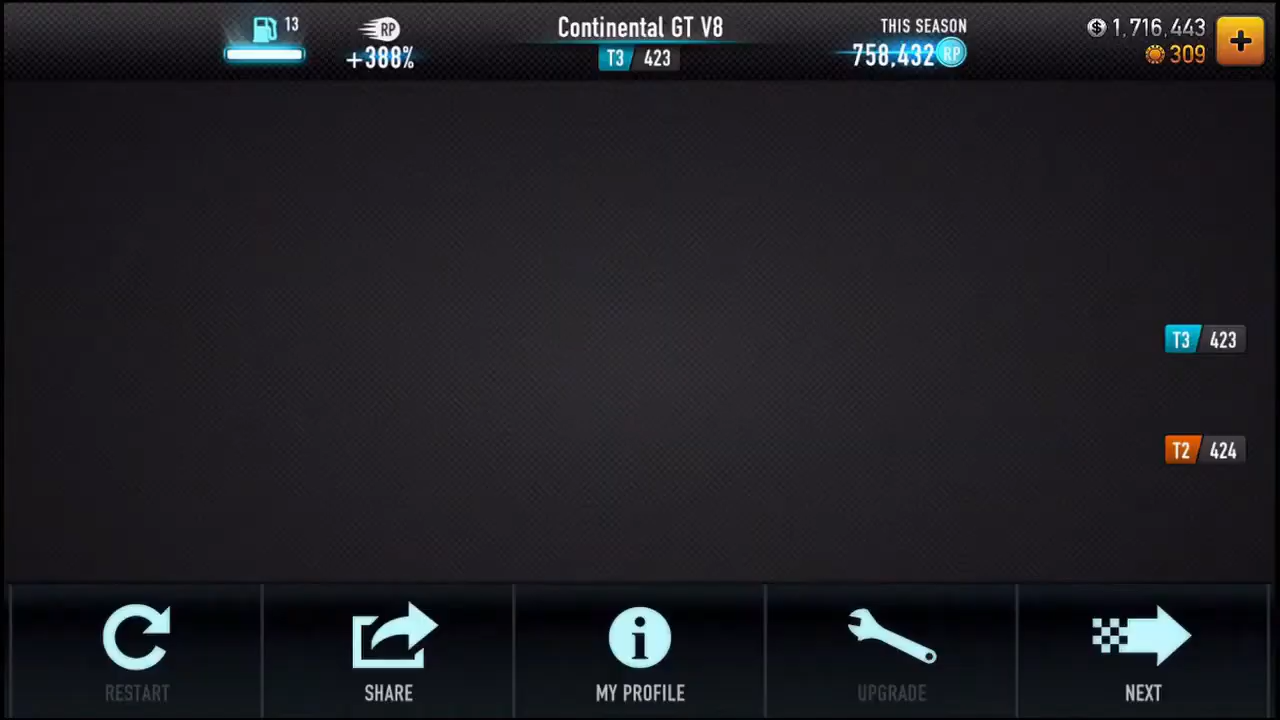 13
RP
+388%
Continental GT V8
T3 423
THIS SEASON
758,432 RP
1,716,443
309
T3 423
T2 424
RESTART
SHARE
MY PROFILE
UPGRADE
NEXT